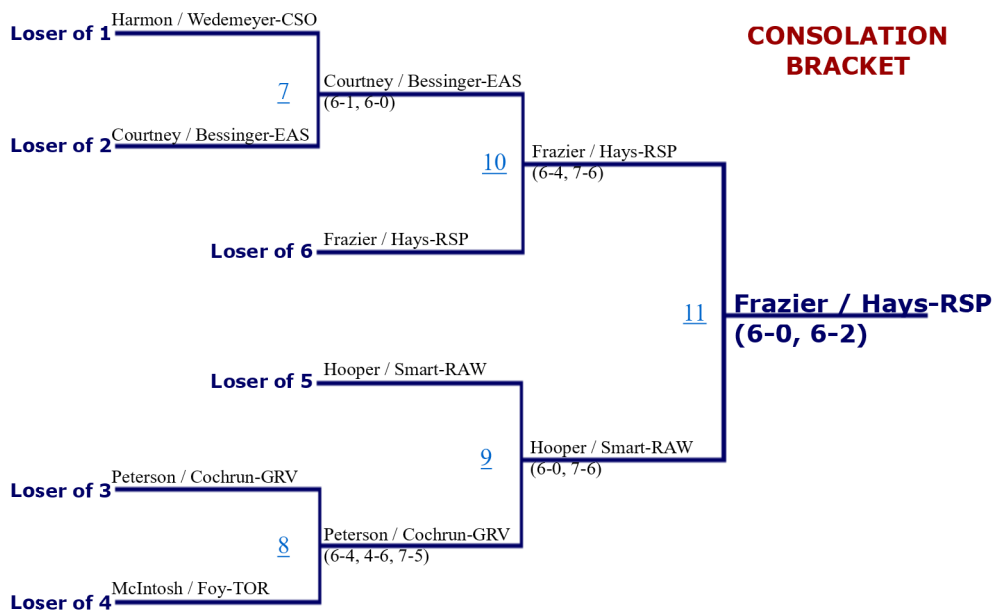 Harmon / Wedemeyer-CSO
Loser of 1
CONSOLATION
BRACKET
7
Courtney / Bessinger-EAS
(6-1, 6-0)
Courtney / Bessinger-EAS
Loser of 2
10
Frazier / Hays-RSP
(6-4, 7-6)
Frazier / Hays-RSP
Loser of 6
11
Frazier / Hays-RSP
(6-0, 6-2)
Hooper / Smart-RAW
Loser of 5
9
Hooper / Smart-RAW
(6-0, 7-6)
Peterson / Cochrun-GRV
Loser of 3
8
Peterson / Cochrun-GRV
(6-4, 4-6, 7-5)
McIntosh / Foy-TOR
Loser of 4